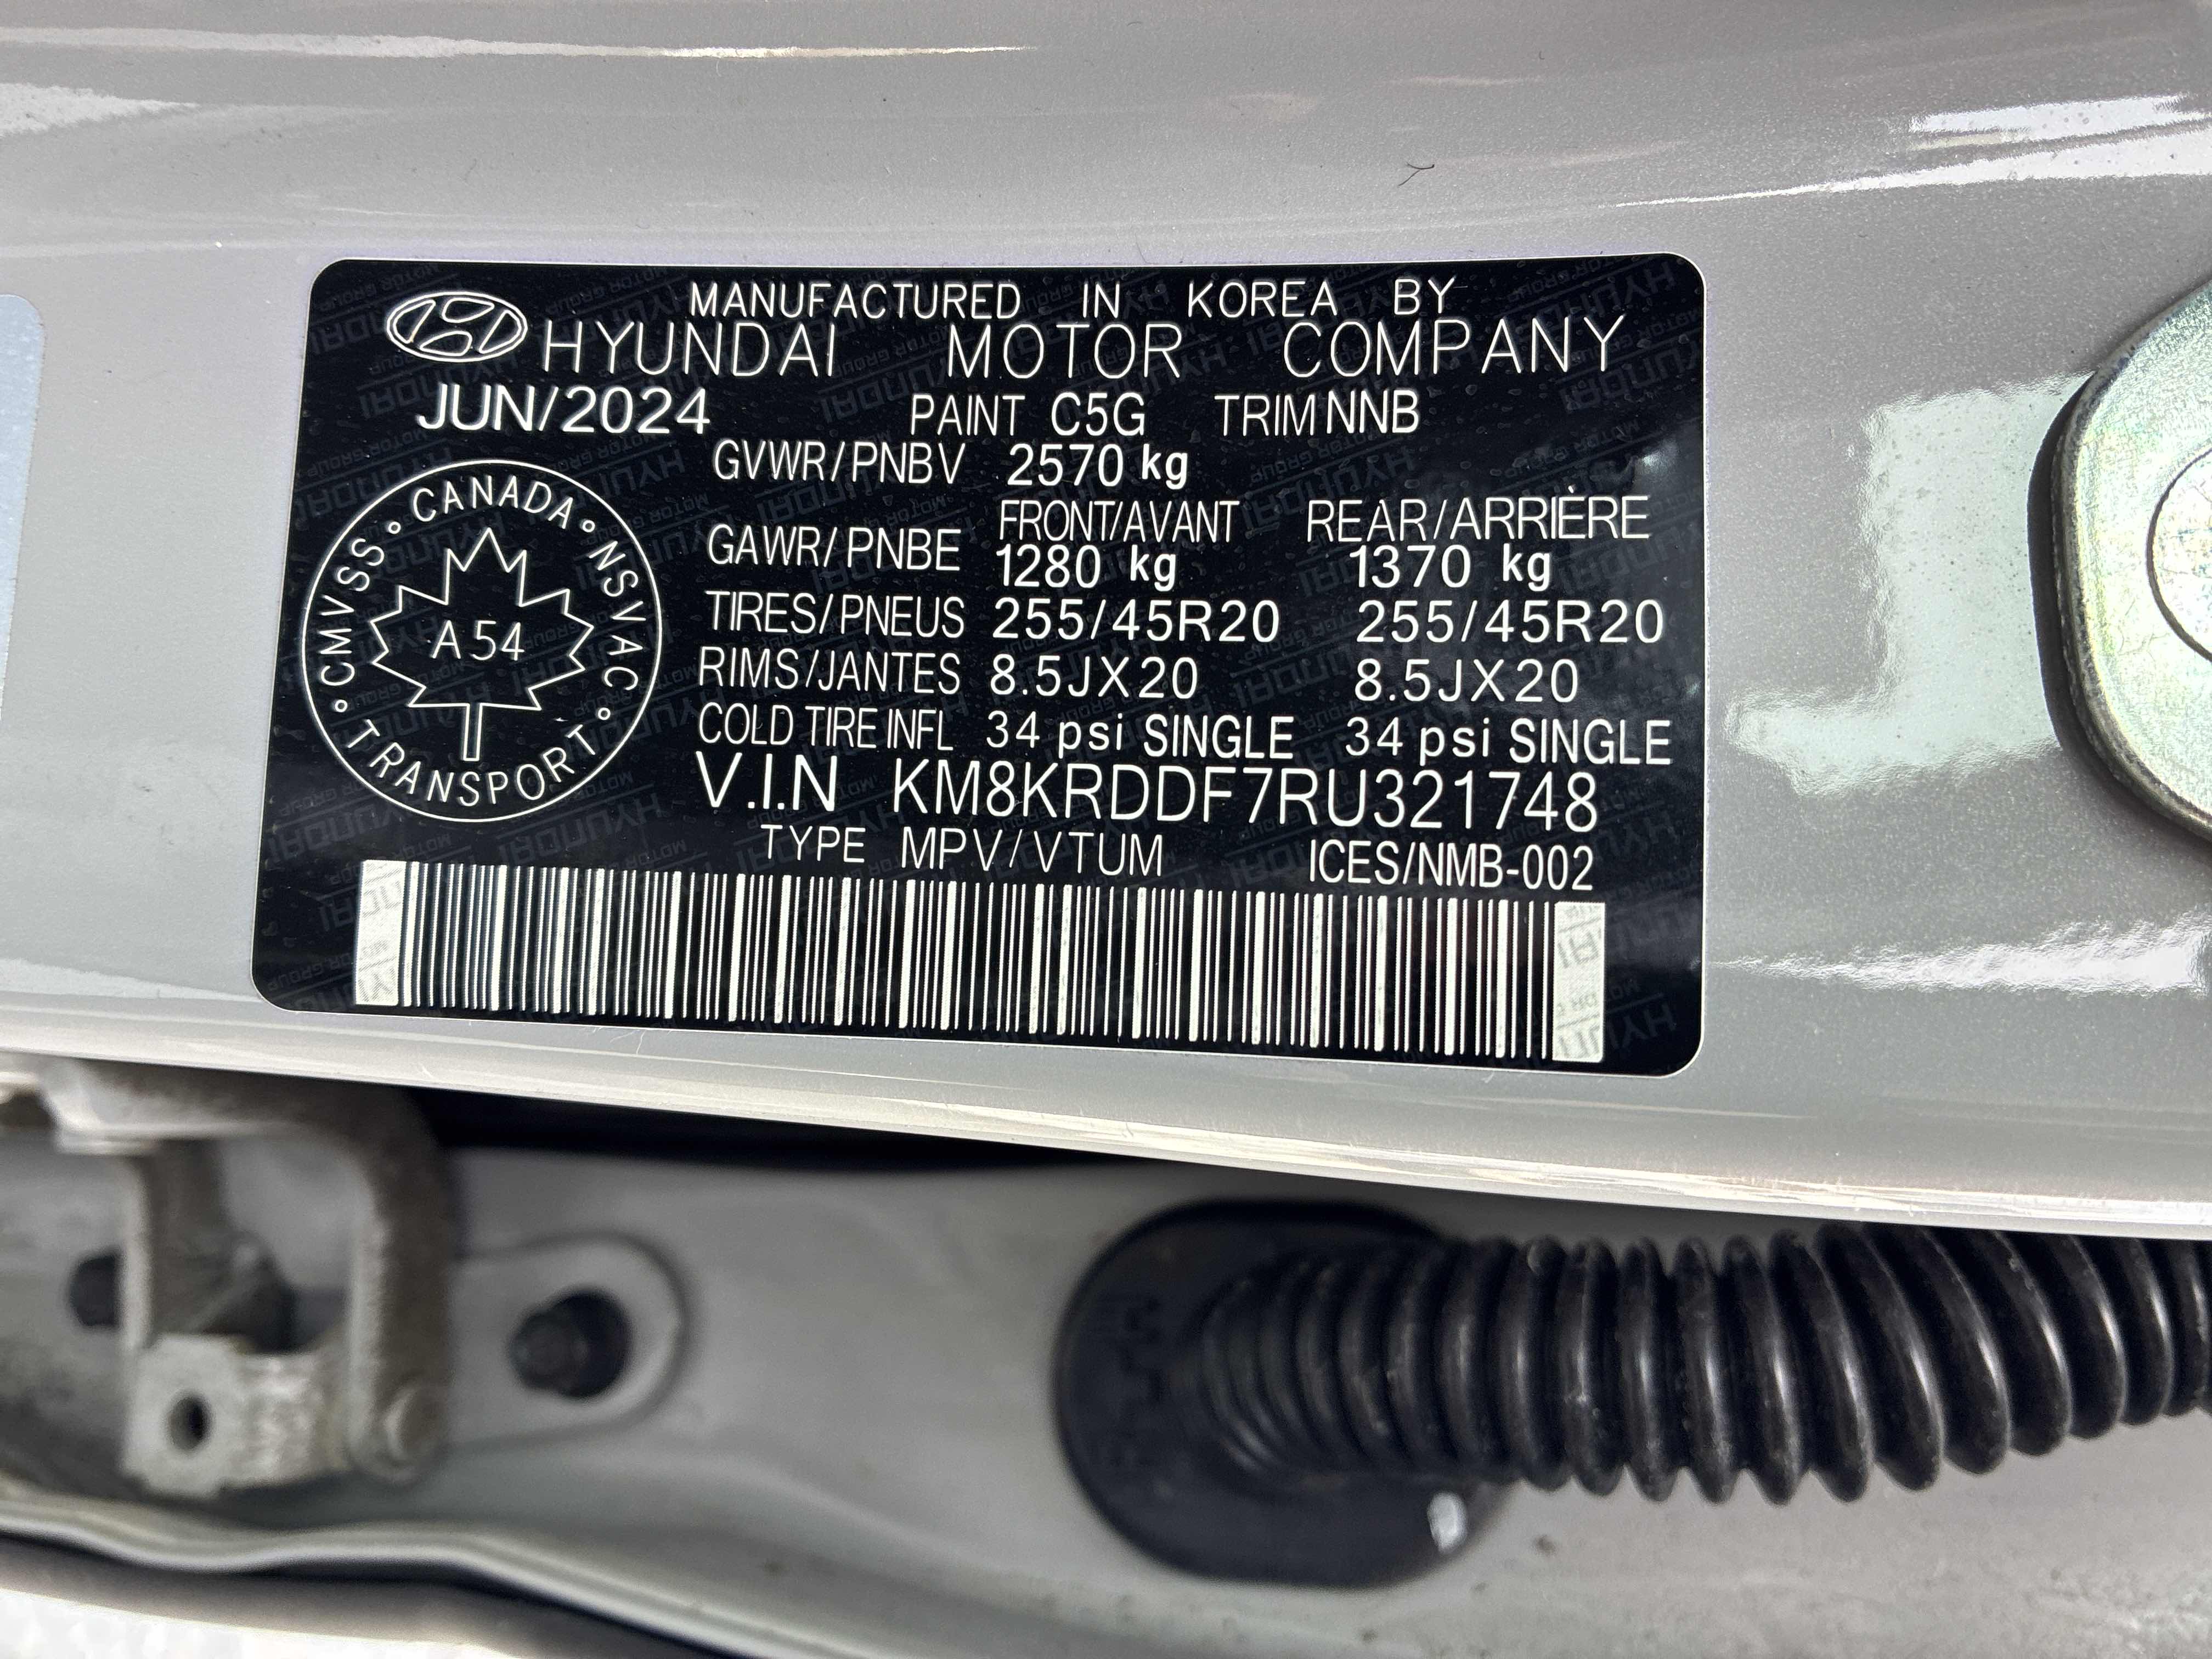 MANUFACTURED IN KOREA BY
HYUNDAI MOTOR COMPANY
JUN/2024 PAINT C5G TRIM NNB
GVWR/PNBV 2570 kg
FRONT/AVANT REAR/ARRIÈRE
GAWR/PNBE 1280 kg 1370 kg
TIRES/PNEUS 255/45R20 255/45R20
RIMS/JANTES 8.5JX20 8.5JX20
COLD TIRE INFL 34 psi SINGLE 34 psi SINGLE
V.I.N KM8KRDDF7RU321748
TYPE MPV/VTUM ICES/NMB-002
CANADA
NSVAC
TRANSPORT
CMVSS
A54